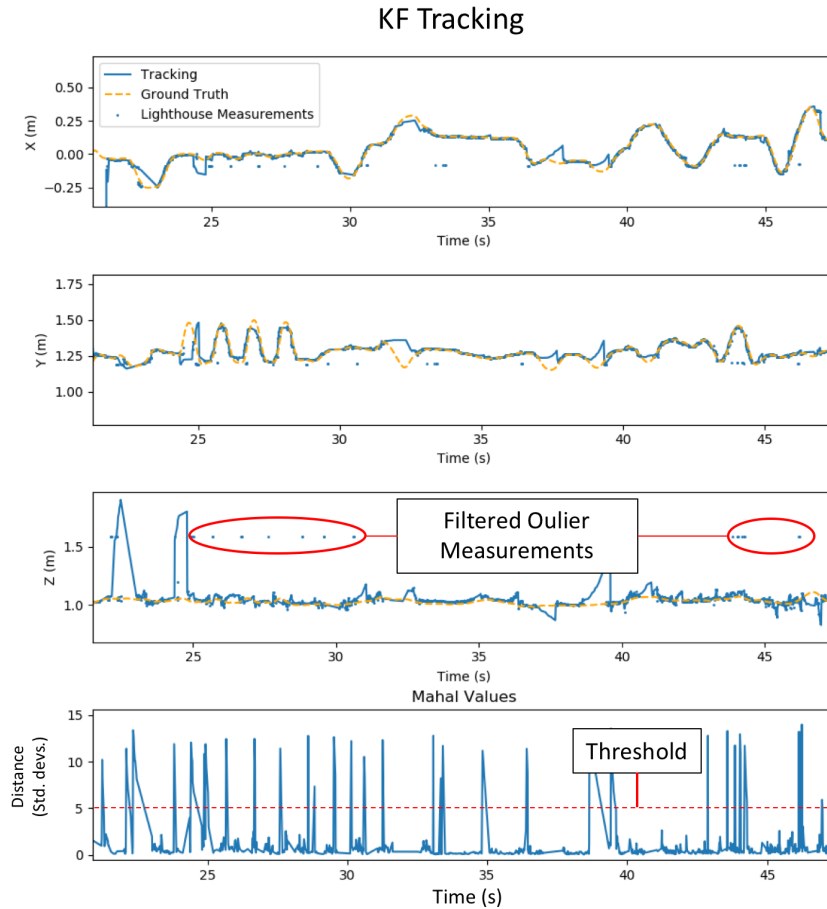 KF Tracking
Tracking
Ground Truth
Lighthouse Measurements
0.50
0.25
0.00
−0.25
X (m)
25
30
35
40
45
Time (s)
1.75
1.50
1.25
1.00
Y (m)
25
30
35
40
45
Time (s)
Filtered Oulier
Measurements
1.5
1.0
Z (m)
25
30
35
40
45
Time (s)
Mahal Values
15
10
5
0
Distance
(Std. devs.)
Threshold
25
30
35
40
45
Time (s)